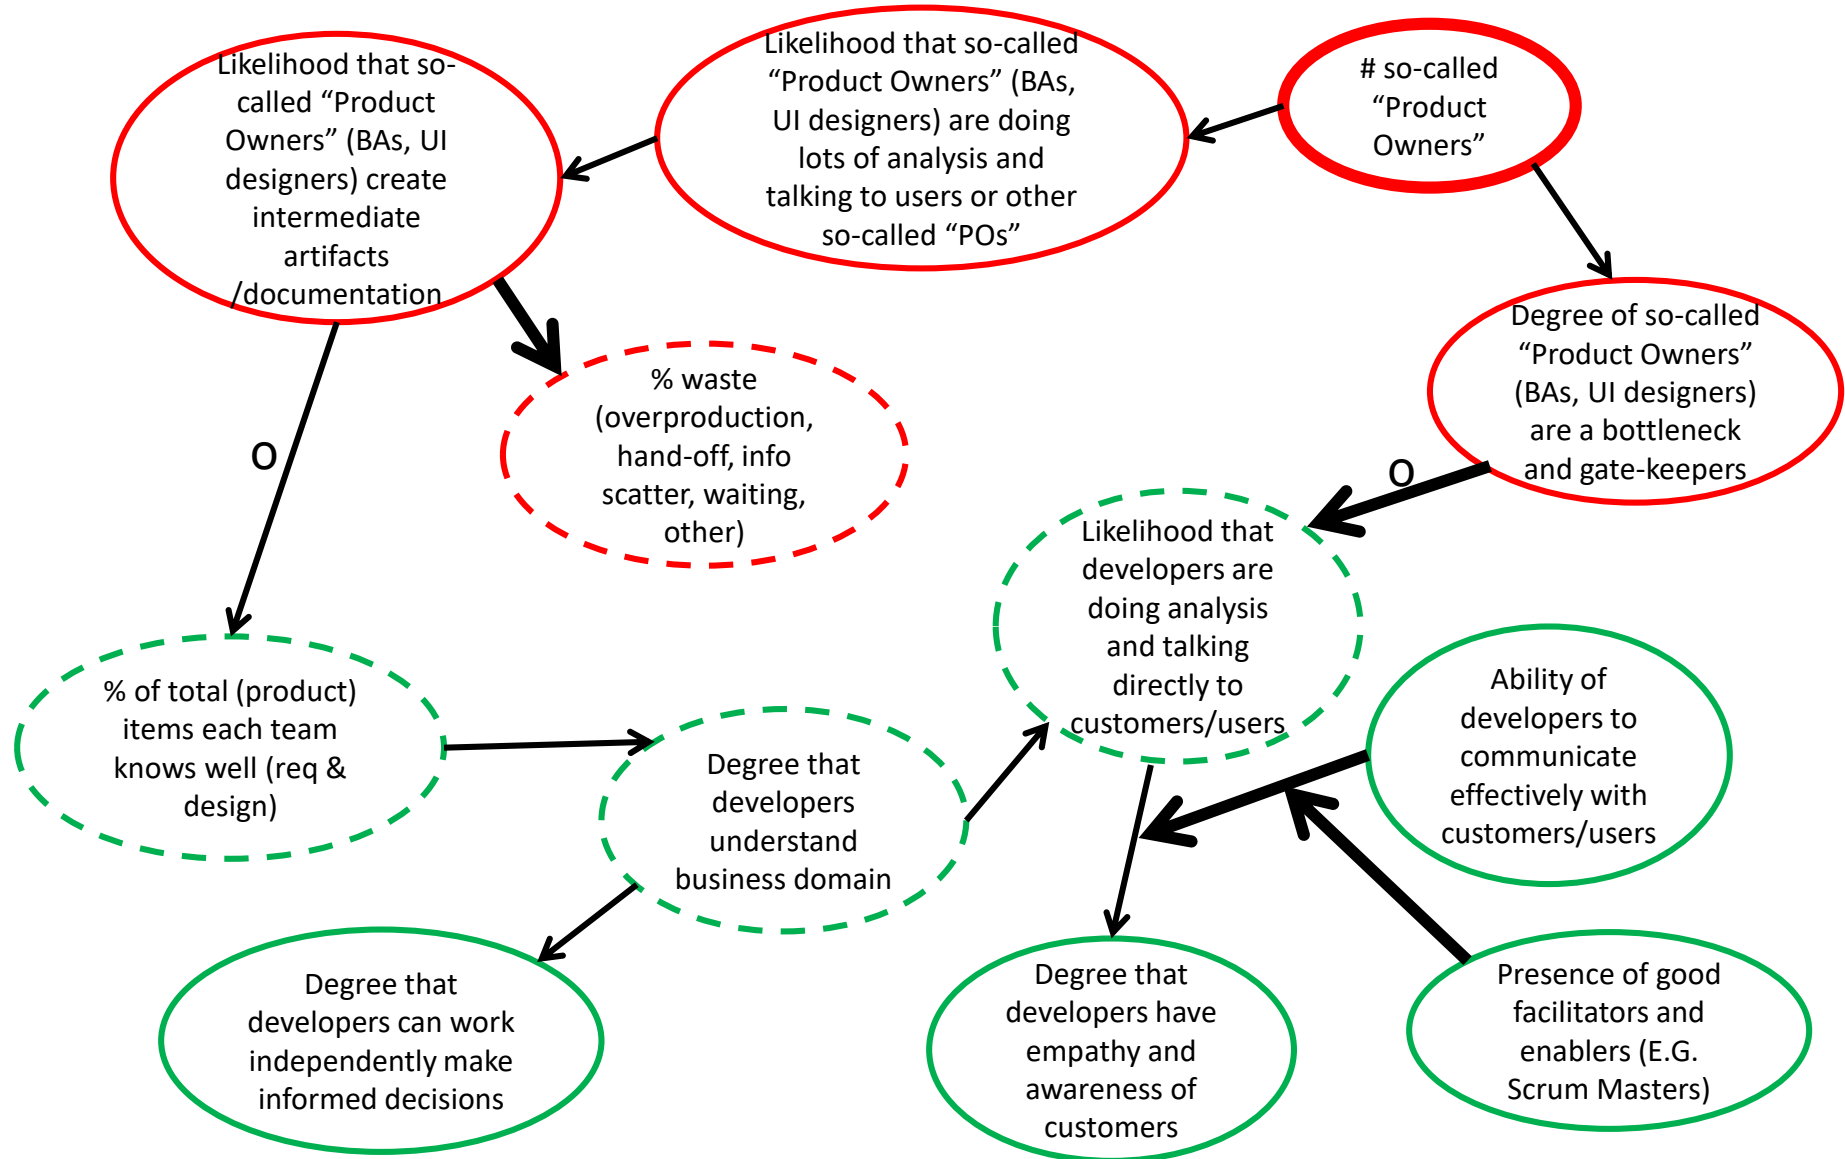 Likelihood that so-
called “Product
Owners” (BAs, UI
designers) create
intermediate
artifacts
/documentation
Likelihood that so-called
“Product Owners” (BAs,
UI designers) are doing
lots of analysis and
talking to users or other
so-called “POs”
# so-called
“Product
Owners”
Degree of so-called
“Product Owners”
(BAs, UI designers)
are a bottleneck
and gate-keepers
% waste
(overproduction,
hand-off, info
scatter, waiting,
other)
O
O
Likelihood that
developers are
doing analysis
and talking
directly to
customers/users
Ability of
developers to
communicate
effectively with
customers/users
% of total (product)
items each team
knows well (req &
design)
Degree that
developers
understand
business domain
Degree that
developers can work
independently make
informed decisions
Degree that
developers have
empathy and
awareness of
customers
Presence of good
facilitators and
enablers (E.G.
Scrum Masters)